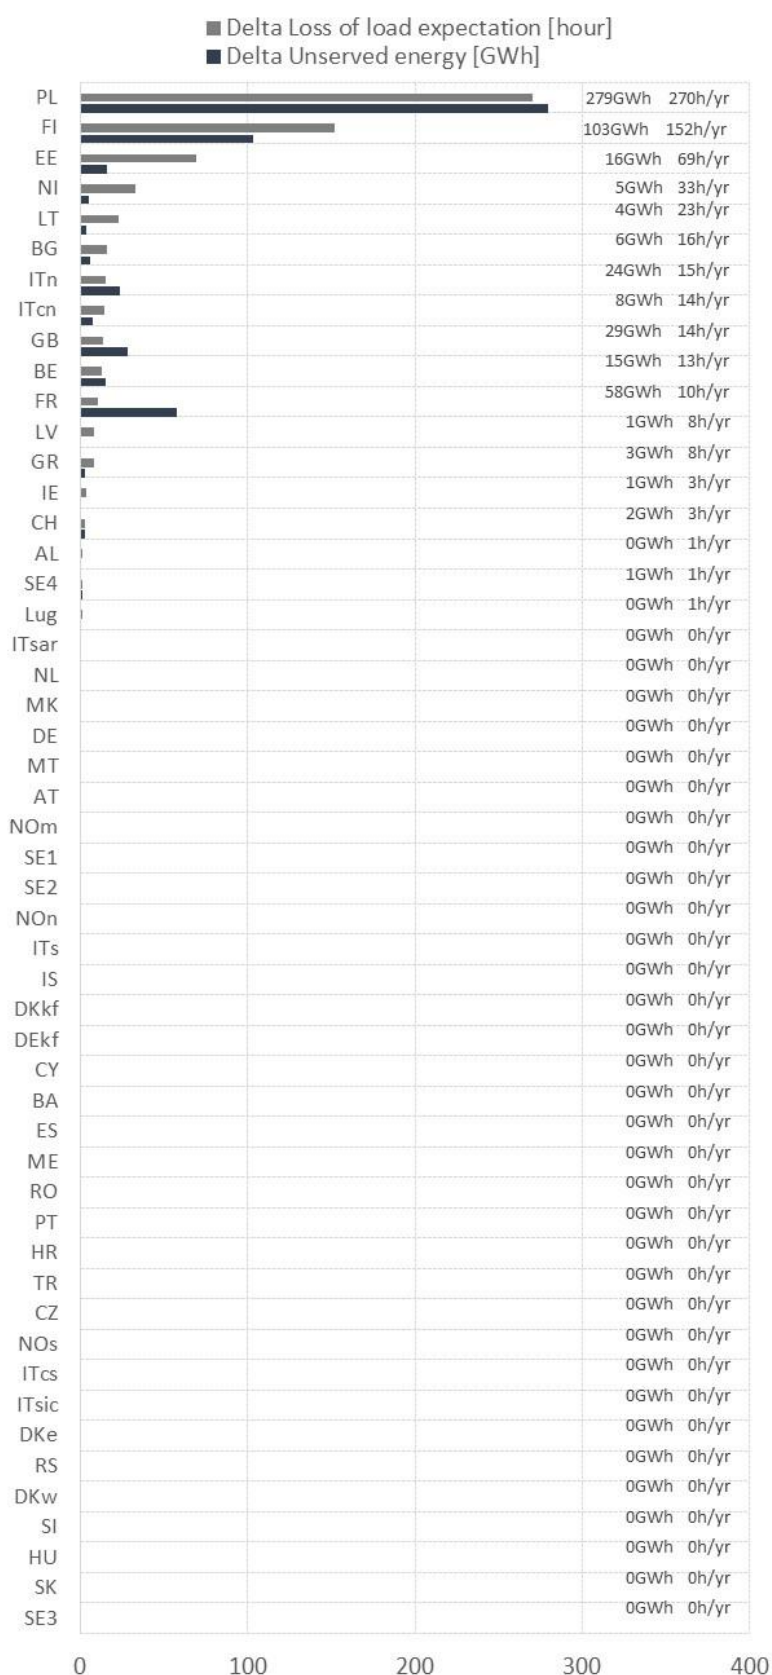 Delta Loss of load expectation [hour]
Delta Unserved energy [GWh]
PL 279GWh 270h/yr
FI 103GWh 152h/yr
EE 16GWh 69h/yr
NI 5GWh 33h/yr
LT 4GWh 23h/yr
BG 6GWh 16h/yr
ITn 24GWh 15h/yr
ITcn 8GWh 14h/yr
GB 29GWh 14h/yr
BE 15GWh 13h/yr
FR 58GWh 10h/yr
LV 1GWh 8h/yr
GR 3GWh 8h/yr
IE 1GWh 3h/yr
CH 2GWh 3h/yr
AL 0GWh 1h/yr
SE4 1GWh 1h/yr
Lug 0GWh 1h/yr
ITsar 0GWh 0h/yr
NL 0GWh 0h/yr
MK 0GWh 0h/yr
DE 0GWh 0h/yr
MT 0GWh 0h/yr
AT 0GWh 0h/yr
NOm 0GWh 0h/yr
SE1 0GWh 0h/yr
SE2 0GWh 0h/yr
NOn 0GWh 0h/yr
ITs 0GWh 0h/yr
IS 0GWh 0h/yr
DKkf 0GWh 0h/yr
DEkf 0GWh 0h/yr
CY 0GWh 0h/yr
BA 0GWh 0h/yr
ES 0GWh 0h/yr
ME 0GWh 0h/yr
RO 0GWh 0h/yr
PT 0GWh 0h/yr
HR 0GWh 0h/yr
TR 0GWh 0h/yr
CZ 0GWh 0h/yr
NOs 0GWh 0h/yr
ITcs 0GWh 0h/yr
ITsic 0GWh 0h/yr
DKe 0GWh 0h/yr
RS 0GWh 0h/yr
DKw 0GWh 0h/yr
SI 0GWh 0h/yr
HU 0GWh 0h/yr
SK 0GWh 0h/yr
SE3 0GWh 0h/yr
0 100 200 300 400